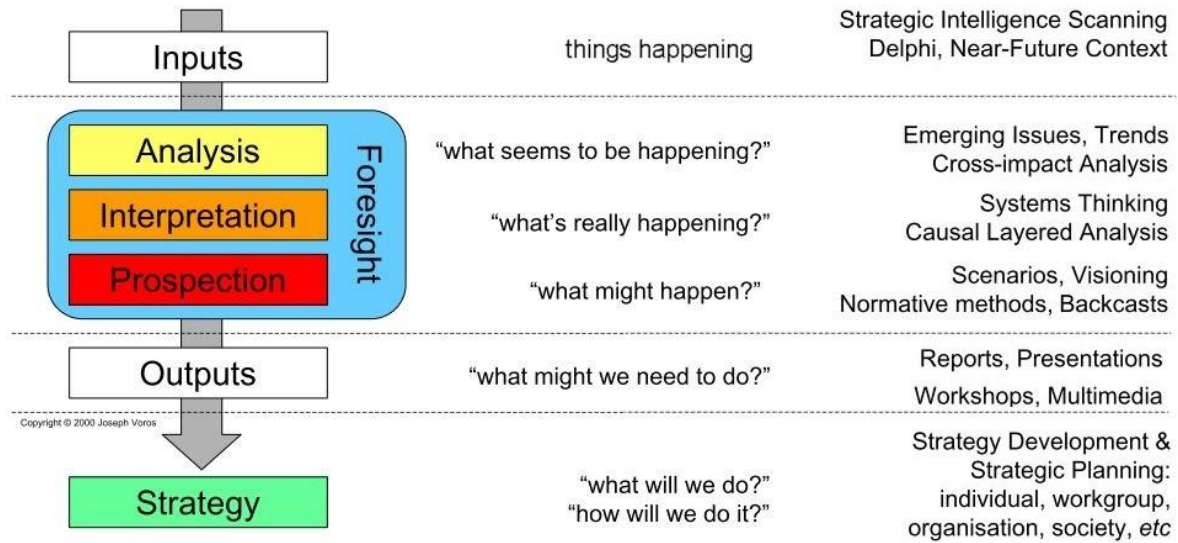 Inputs
things happening
Strategic Intelligence Scanning
Delphi, Near-Future Context
Foresight
Analysis
“what seems to be happening?”
Emerging Issues, Trends
Cross-impact Analysis
Interpretation
“what’s really happening?”
Systems Thinking
Causal Layered Analysis
Prospection
“what might happen?”
Scenarios, Visioning
Normative methods, Backcasts
Outputs
“what might we need to do?”
Reports, Presentations
Workshops, Multimedia
Copyright © 2000 Joseph Voros
Strategy
“what will we do?”
“how will we do it?”
Strategy Development &
Strategic Planning:
individual, workgroup,
organisation, society, etc